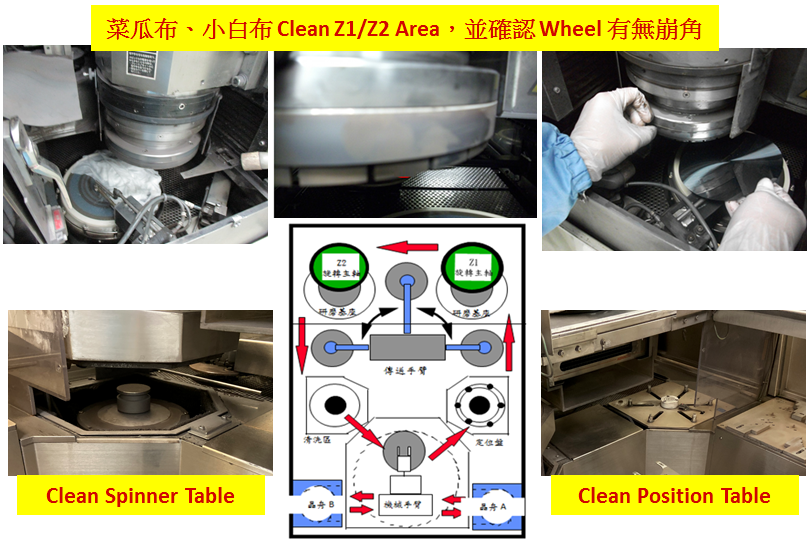 菜瓜布、小白布 Clean Z1/Z2 Area，並確認 Wheel 有無崩角
Z2
旋轉主軸
Z1
旋轉主軸
研磨基座
研磨基座
傳送手臂
清洗區
定位盤
晶舟 B
機械手臂
晶舟 A
Clean Spinner Table
Clean Position Table